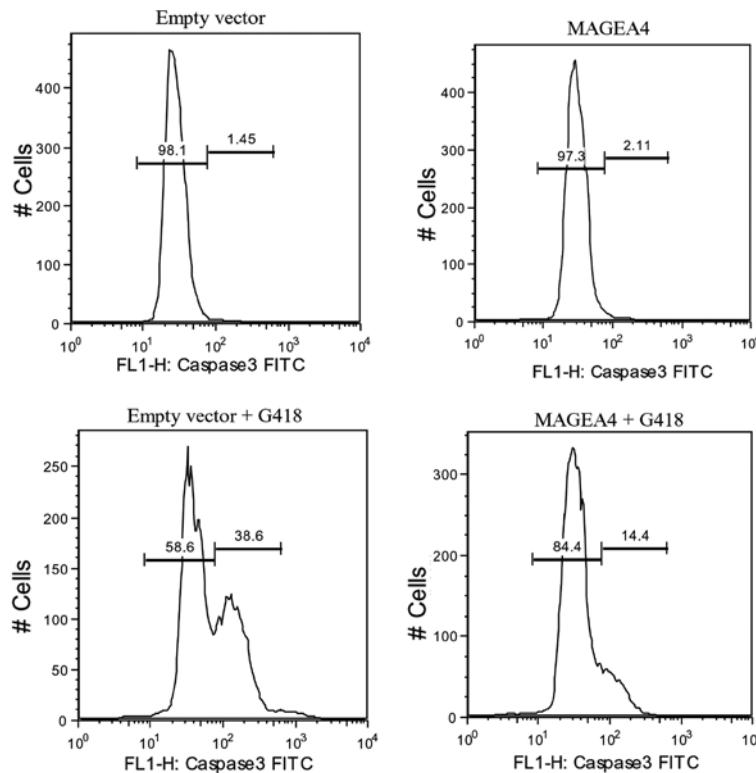 Empty vector
# Cells
400
300
200
100
0
98.1
1.45
10^0 10^1 10^2 10^3 10^4
FL1-H: Caspase3 FITC
MAGEA4
# Cells
400
300
200
100
0
97.3
2.11
10^0 10^1 10^2 10^3 10^4
FL1-H: Caspase3 FITC
Empty vector + G418
# Cells
250
200
150
100
50
0
58.6
38.6
10^0 10^1 10^2 10^3 10^4
FL1-H: Caspase3 FITC
MAGEA4 + G418
# Cells
300
200
100
0
84.4
14.4
10^0 10^1 10^2 10^3 10^4
FL1-H: Caspase3 FITC